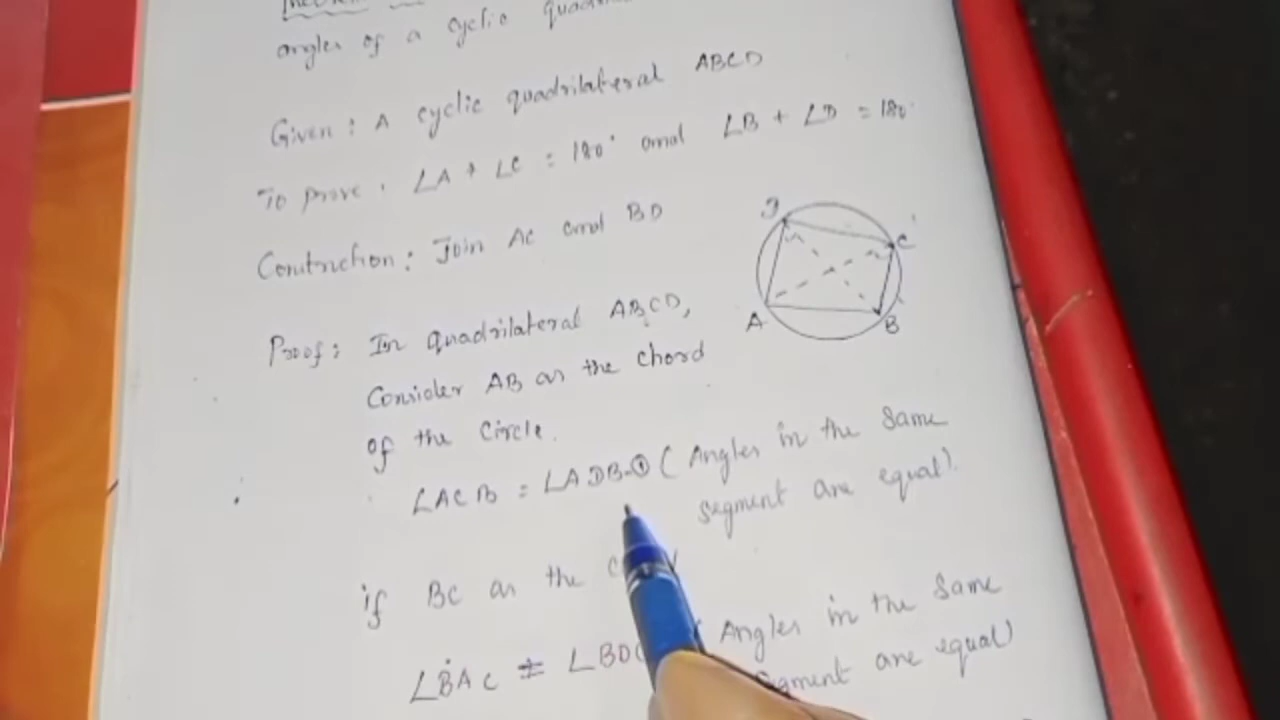 angles of a cyclic
Given : A cyclic quadrilateral ABCD
To prove : ∠A + ∠C = 180° and ∠B + ∠D = 180°
Contruction : Join AC and BD
D
C
A
B
Proof : In quadrilateral ABCD,
Consider AB as the chord
of the Circle.
∠ACB = ∠ADB-① ( Angles in the same
segment are equal).
if BC as the
∠BAC = ∠BDC ( Angles in the same
segment are equal)